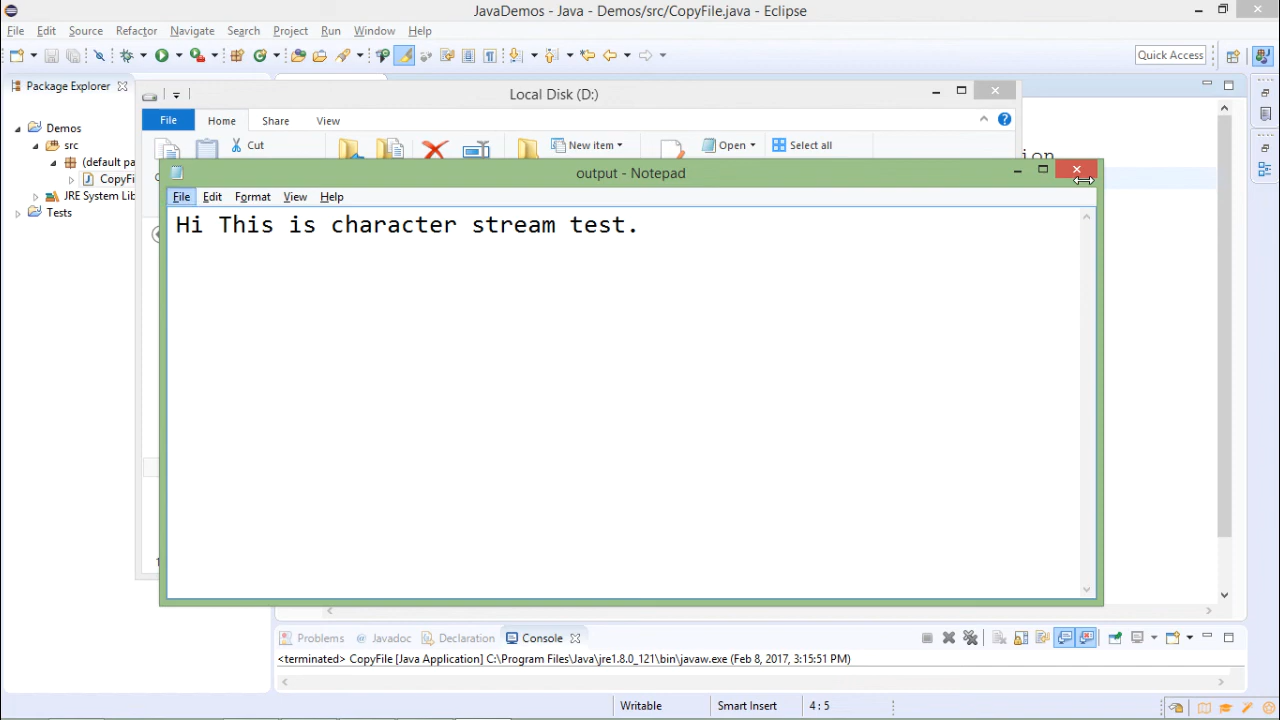 JavaDemos - Java - Demos/src/CopyFile.java - Eclipse
File Edit Source Refactor Navigate Search Project Run Window Help
Quick Access
Package Explorer
Local Disk (D:)
File Home Share View
Demos
src
(default pa
CopyFi
JRE System Lib
Tests
Cut
New item
Open
Select all
ion
output - Notepad
File Edit Format View Help
Hi This is character stream test.
Problems Javadoc Declaration Console
<terminated> CopyFile [Java Application] C:\Program Files\Java\jre1.8.0_121\bin\javaw.exe (Feb 8, 2017, 3:15:51 PM)
Writable Smart Insert 4 : 5